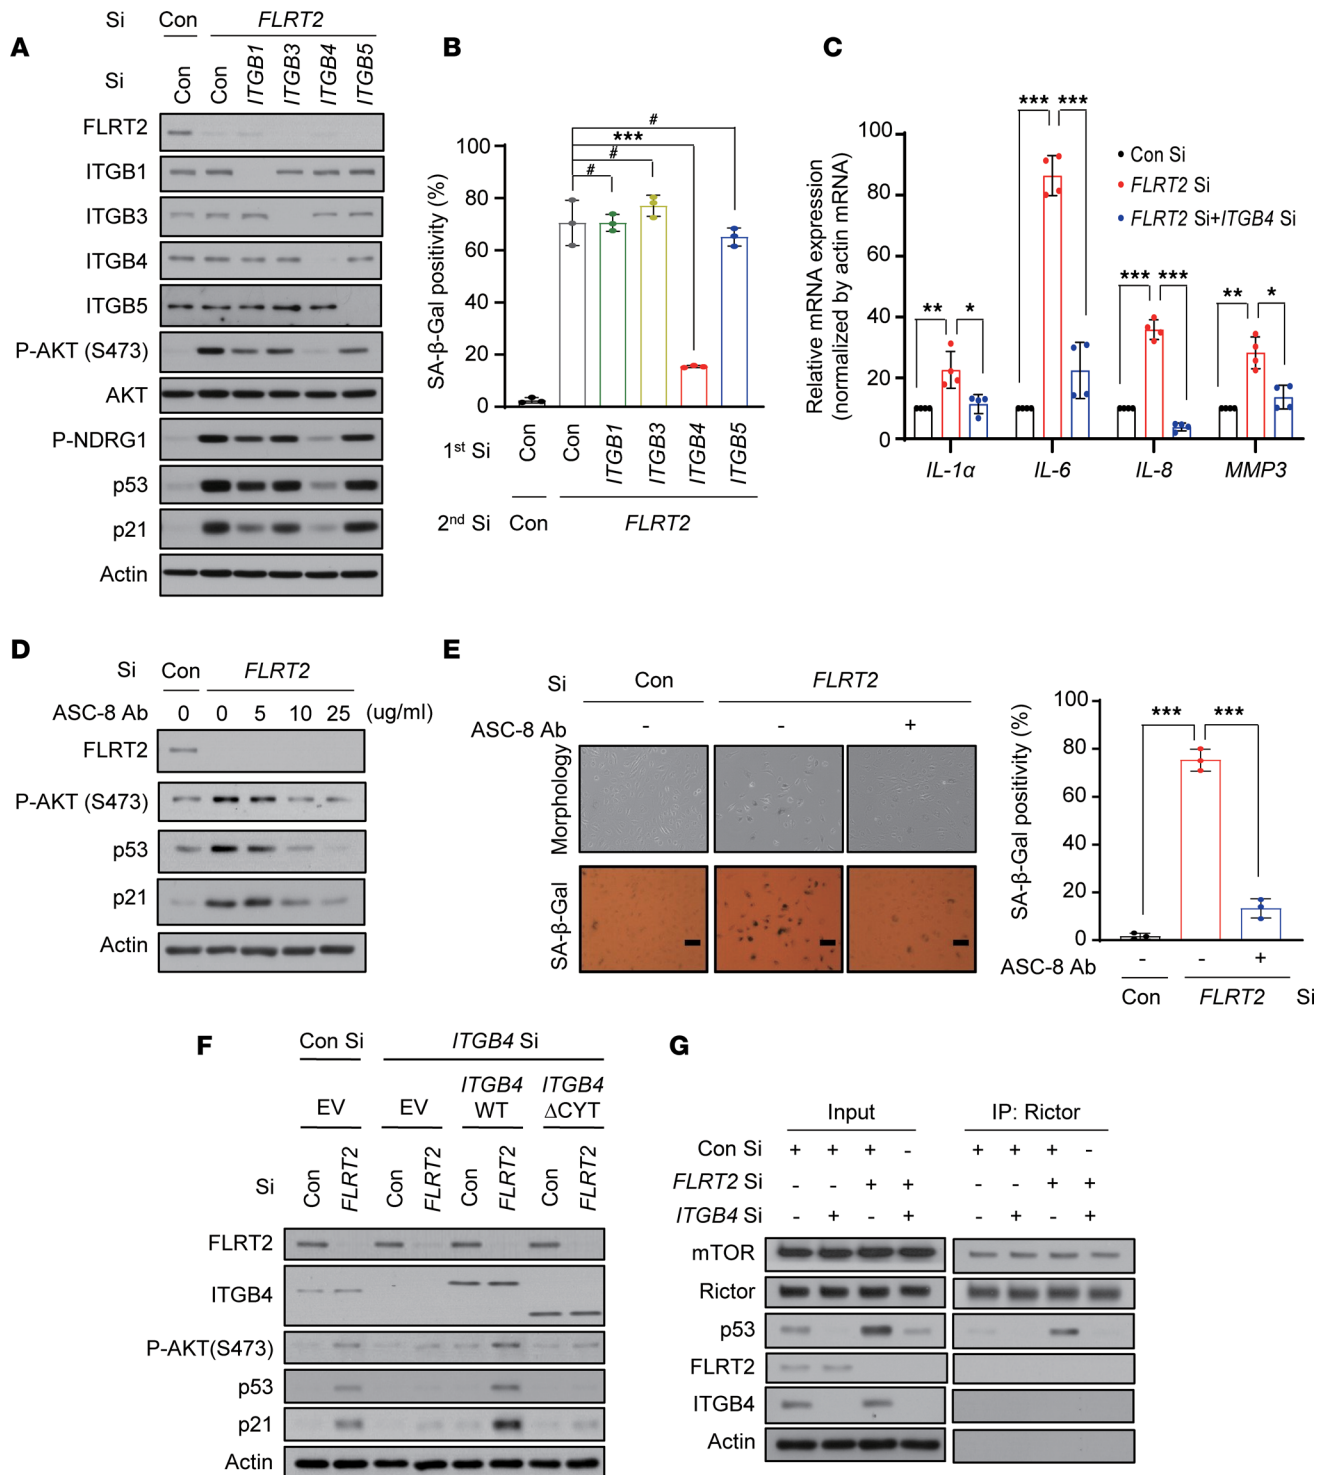 A
Si Con FLRT2
Si Con Con ITGB1 ITGB3 ITGB4 ITGB5
FLRT2
ITGB1
ITGB3
ITGB4
ITGB5
P-AKT (S473)
AKT
P-NDRG1
p53
p21
Actin
B
SA-β-Gal positivity (%)
100
80
60
40
20
0
# *** # #
1st Si Con Con ITGB1 ITGB3 ITGB4 ITGB5
2nd Si Con FLRT2
C
Relative mRNA expression
(normalized by actin mRNA)
100
80
60
40
20
0
** * *** *** *** *** ** *
Con Si
FLRT2 Si
FLRT2 Si+ITGB4 Si
IL-1α IL-6 IL-8 MMP3
D
Si Con FLRT2
ASC-8 Ab 0 0 5 10 25 (ug/ml)
FLRT2
P-AKT (S473)
p53
p21
Actin
E
Si Con FLRT2
ASC-8 Ab - - +
Morphology
SA-β-Gal
SA-β-Gal positivity (%)
100
80
60
40
20
0
*** ***
ASC-8 Ab - - +
Con FLRT2 Si
F
Con Si ITGB4 Si
EV EV ITGB4 WT ITGB4 ΔCYT
Si Con FLRT2 Con FLRT2 Con FLRT2 Con FLRT2
FLRT2
ITGB4
P-AKT(S473)
p53
p21
Actin
G
Input IP: Rictor
Con Si + + + - + + + -
FLRT2 Si - - + + - - + +
ITGB4 Si - + - + - + - +
mTOR
Rictor
p53
FLRT2
ITGB4
Actin